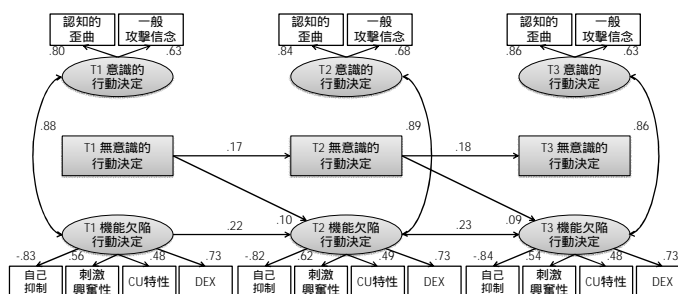 認知的
歪曲
一般
攻撃信念
認知的
歪曲
一般
攻撃信念
認知的
歪曲
一般
攻撃信念
.80
.63
.84
.68
.86
.63
T1 意識的
行動決定
T2 意識的
行動決定
T3 意識的
行動決定
.88
.89
.86
T1 無意識的
行動決定
.17
T2 無意識的
行動決定
.18
T3 無意識的
行動決定
T1 機能欠陥
行動決定
.22
.10
T2 機能欠陥
行動決定
.23
.09
T3 機能欠陥
行動決定
-.83
.56
.48
.73
-.82
.62
.49
.73
-.84
.54
.48
.73
自己
抑制
刺激
興奮性
CU特性
DEX
自己
抑制
刺激
興奮性
CU特性
DEX
自己
抑制
刺激
興奮性
CU特性
DEX